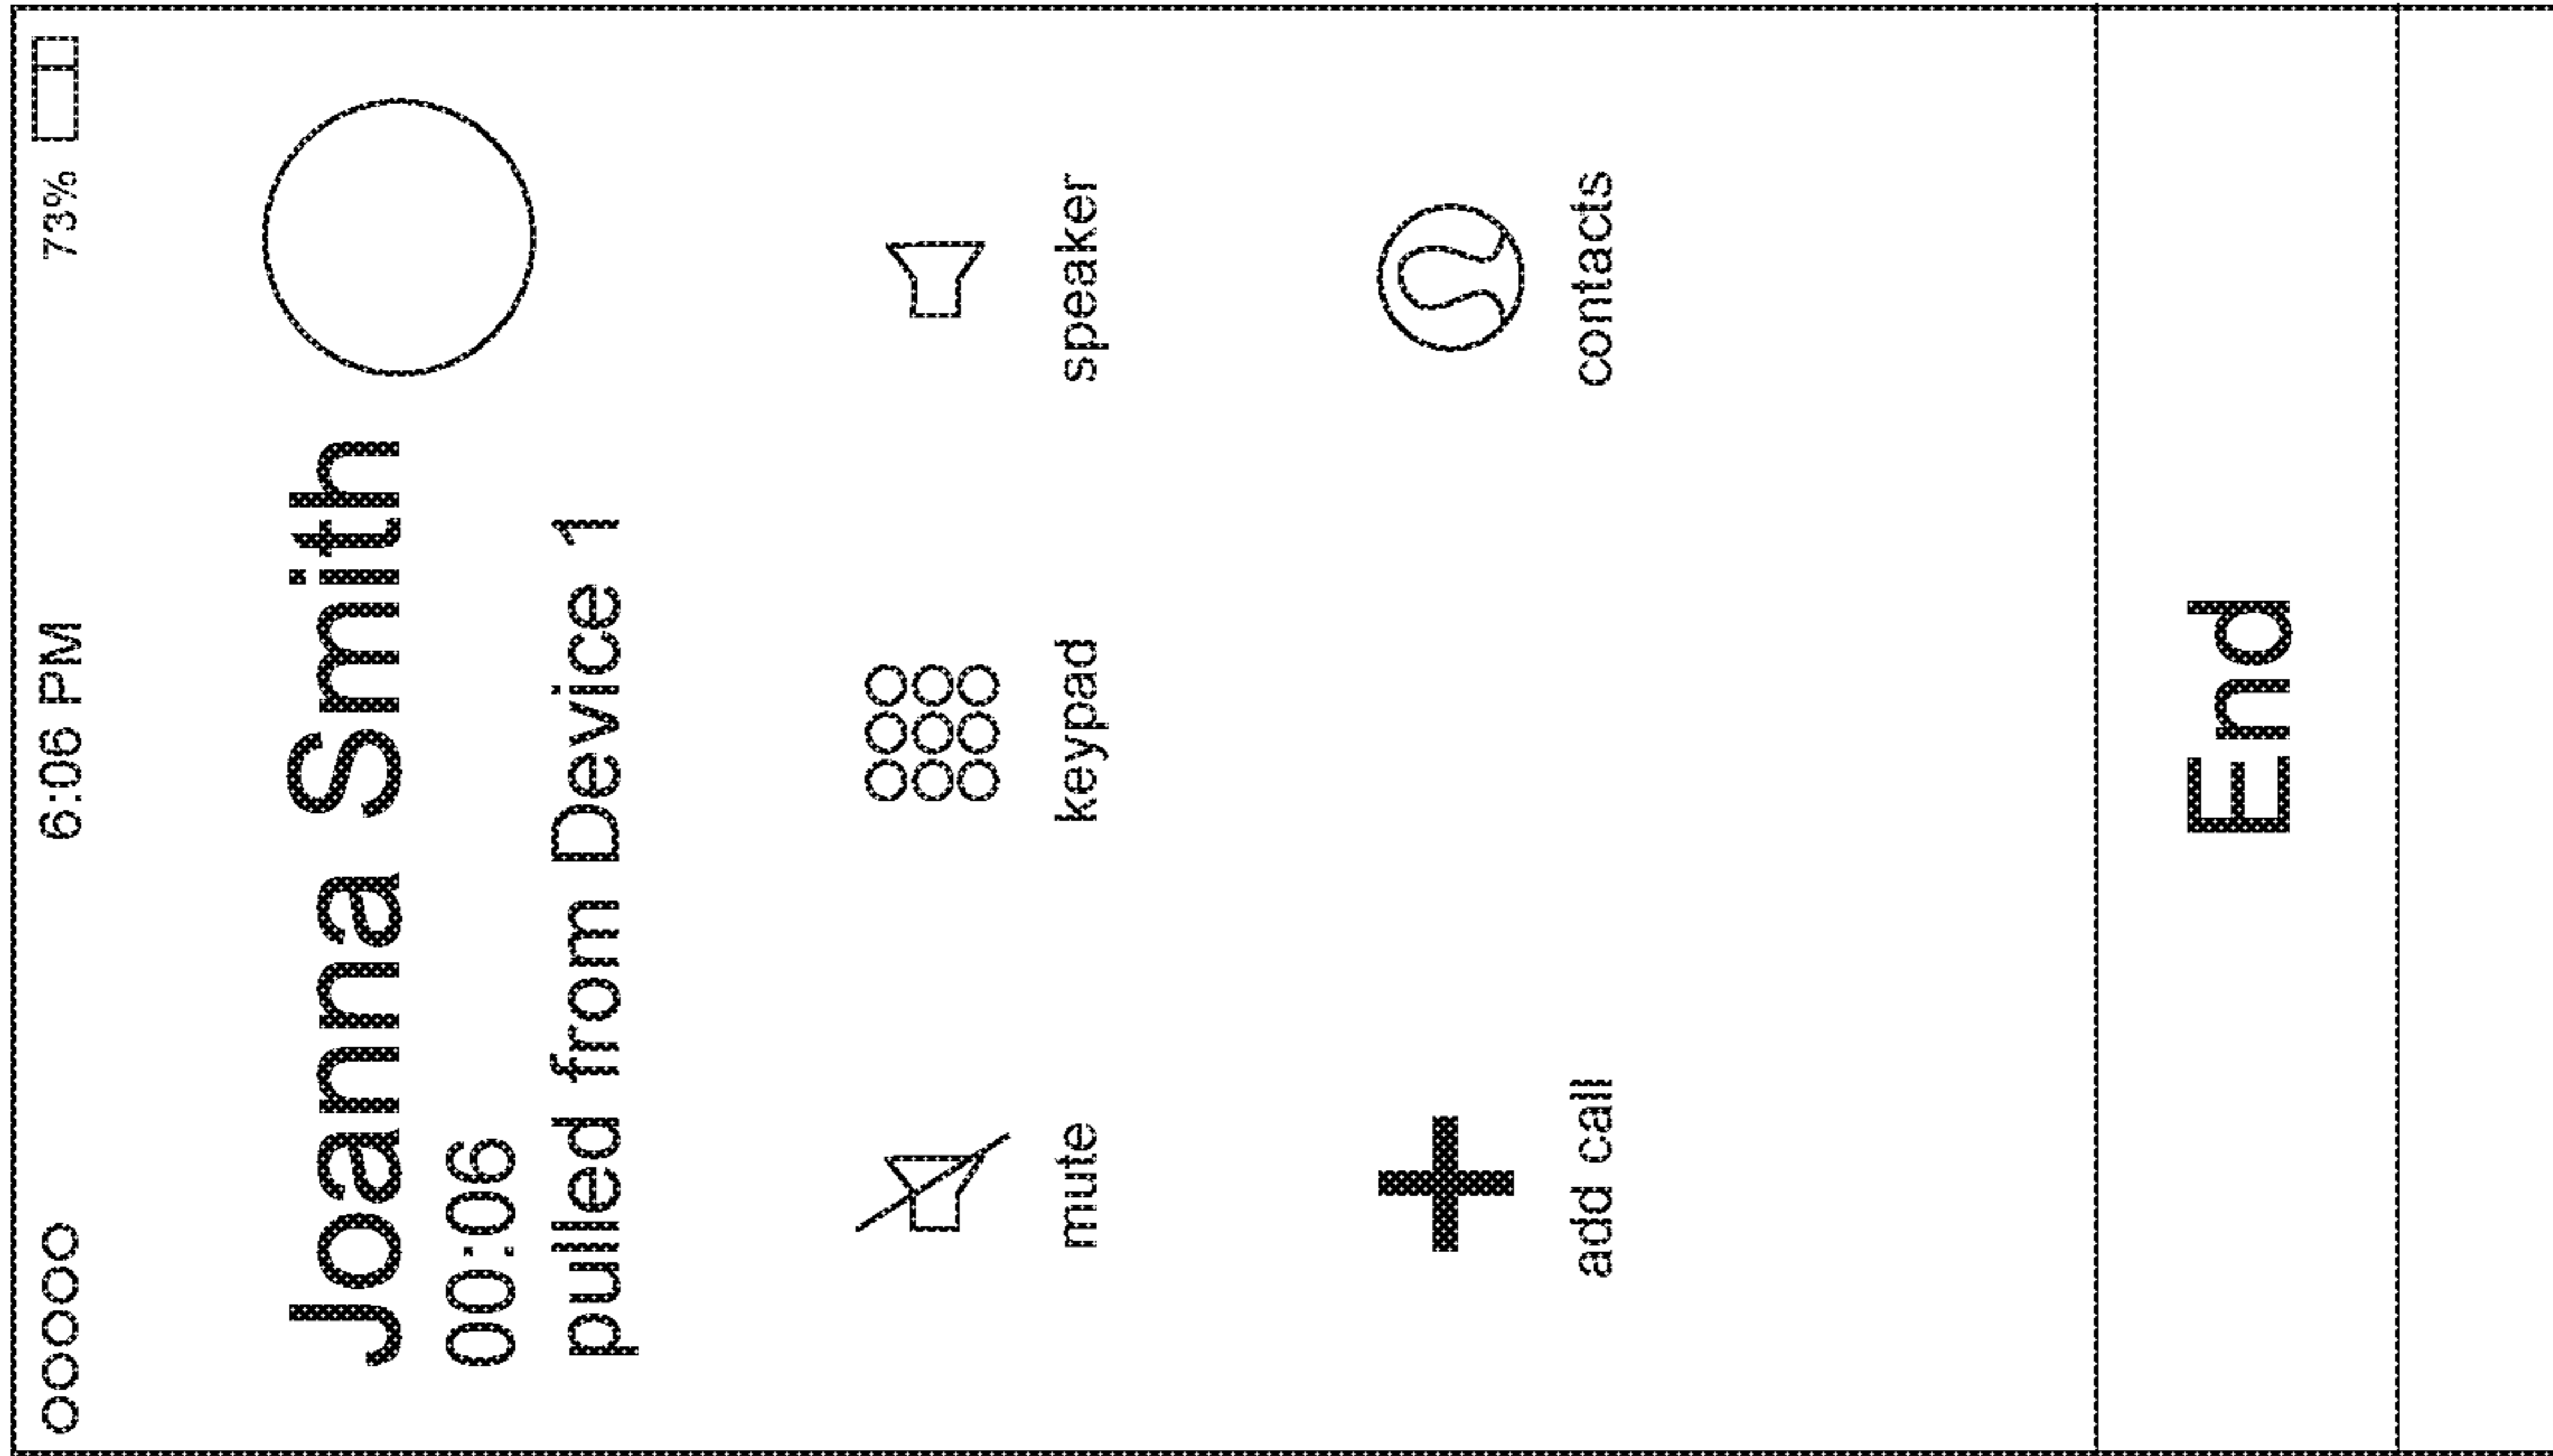 6:06 PM 73%
Joanna Smith
00:06
pulled from Device 1
mute keypad speaker
add call contacts
End